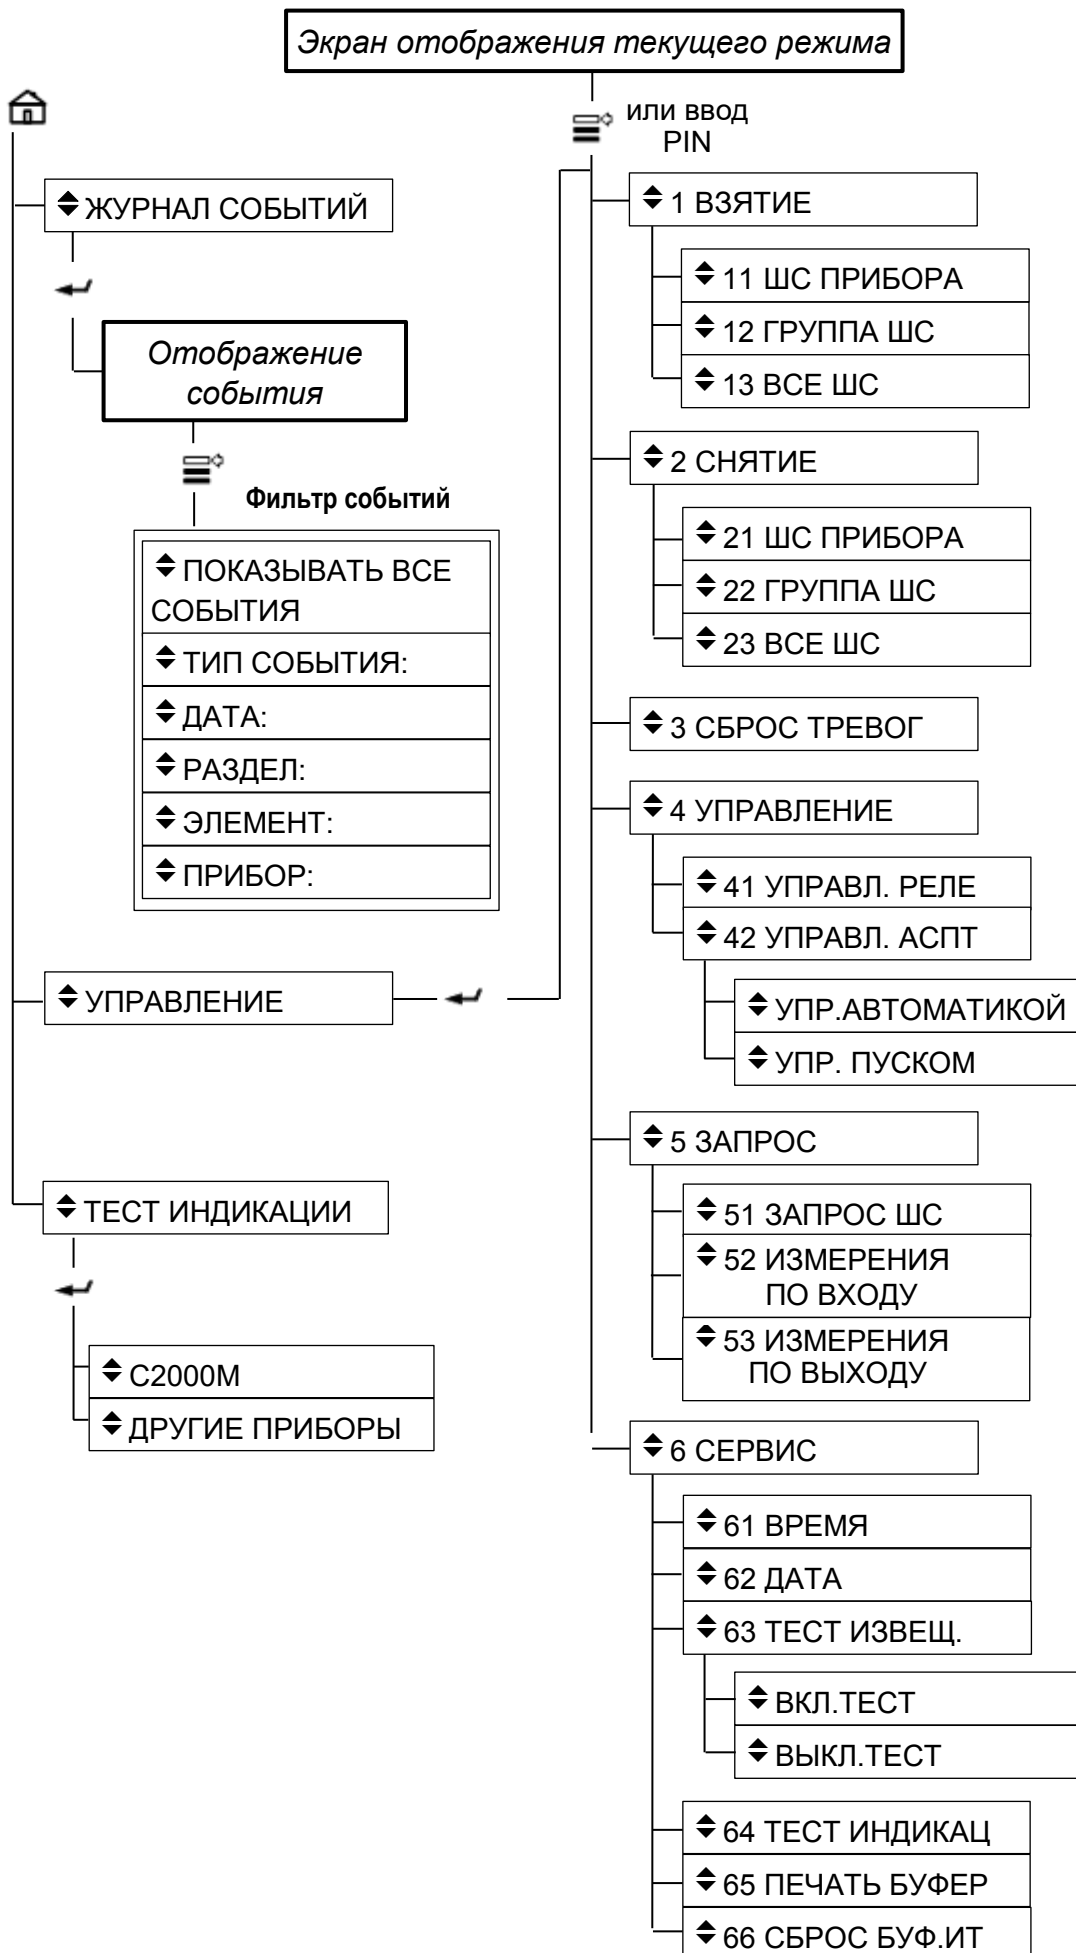 Экран отображения текущего режима
или ввод
PIN
ЖУРНАЛ СОБЫТИЙ
Отображение
события
Фильтр событий
ПОКАЗЫВАТЬ ВСЕ
СОБЫТИЯ
ТИП СОБЫТИЯ:
ДАТА:
РАЗДЕЛ:
ЭЛЕМЕНТ:
ПРИБОР:
УПРАВЛЕНИЕ
ТЕСТ ИНДИКАЦИИ
С2000М
ДРУГИЕ ПРИБОРЫ
1 ВЗЯТИЕ
11 ШС ПРИБОРА
12 ГРУППА ШС
13 ВСЕ ШС
2 СНЯТИЕ
21 ШС ПРИБОРА
22 ГРУППА ШС
23 ВСЕ ШС
3 СБРОС ТРЕВОГ
4 УПРАВЛЕНИЕ
41 УПРАВЛ. РЕЛЕ
42 УПРАВЛ. АСПТ
УПР.АВТОМАТИКОЙ
УПР. ПУСКОМ
5 ЗАПРОС
51 ЗАПРОС ШС
52 ИЗМЕРЕНИЯ
ПО ВХОДУ
53 ИЗМЕРЕНИЯ
ПО ВЫХОДУ
6 СЕРВИС
61 ВРЕМЯ
62 ДАТА
63 ТЕСТ ИЗВЕЩ.
ВКЛ.ТЕСТ
ВЫКЛ.ТЕСТ
64 ТЕСТ ИНДИКАЦ
65 ПЕЧАТЬ БУФЕР
66 СБРОС БУФ.ИТ